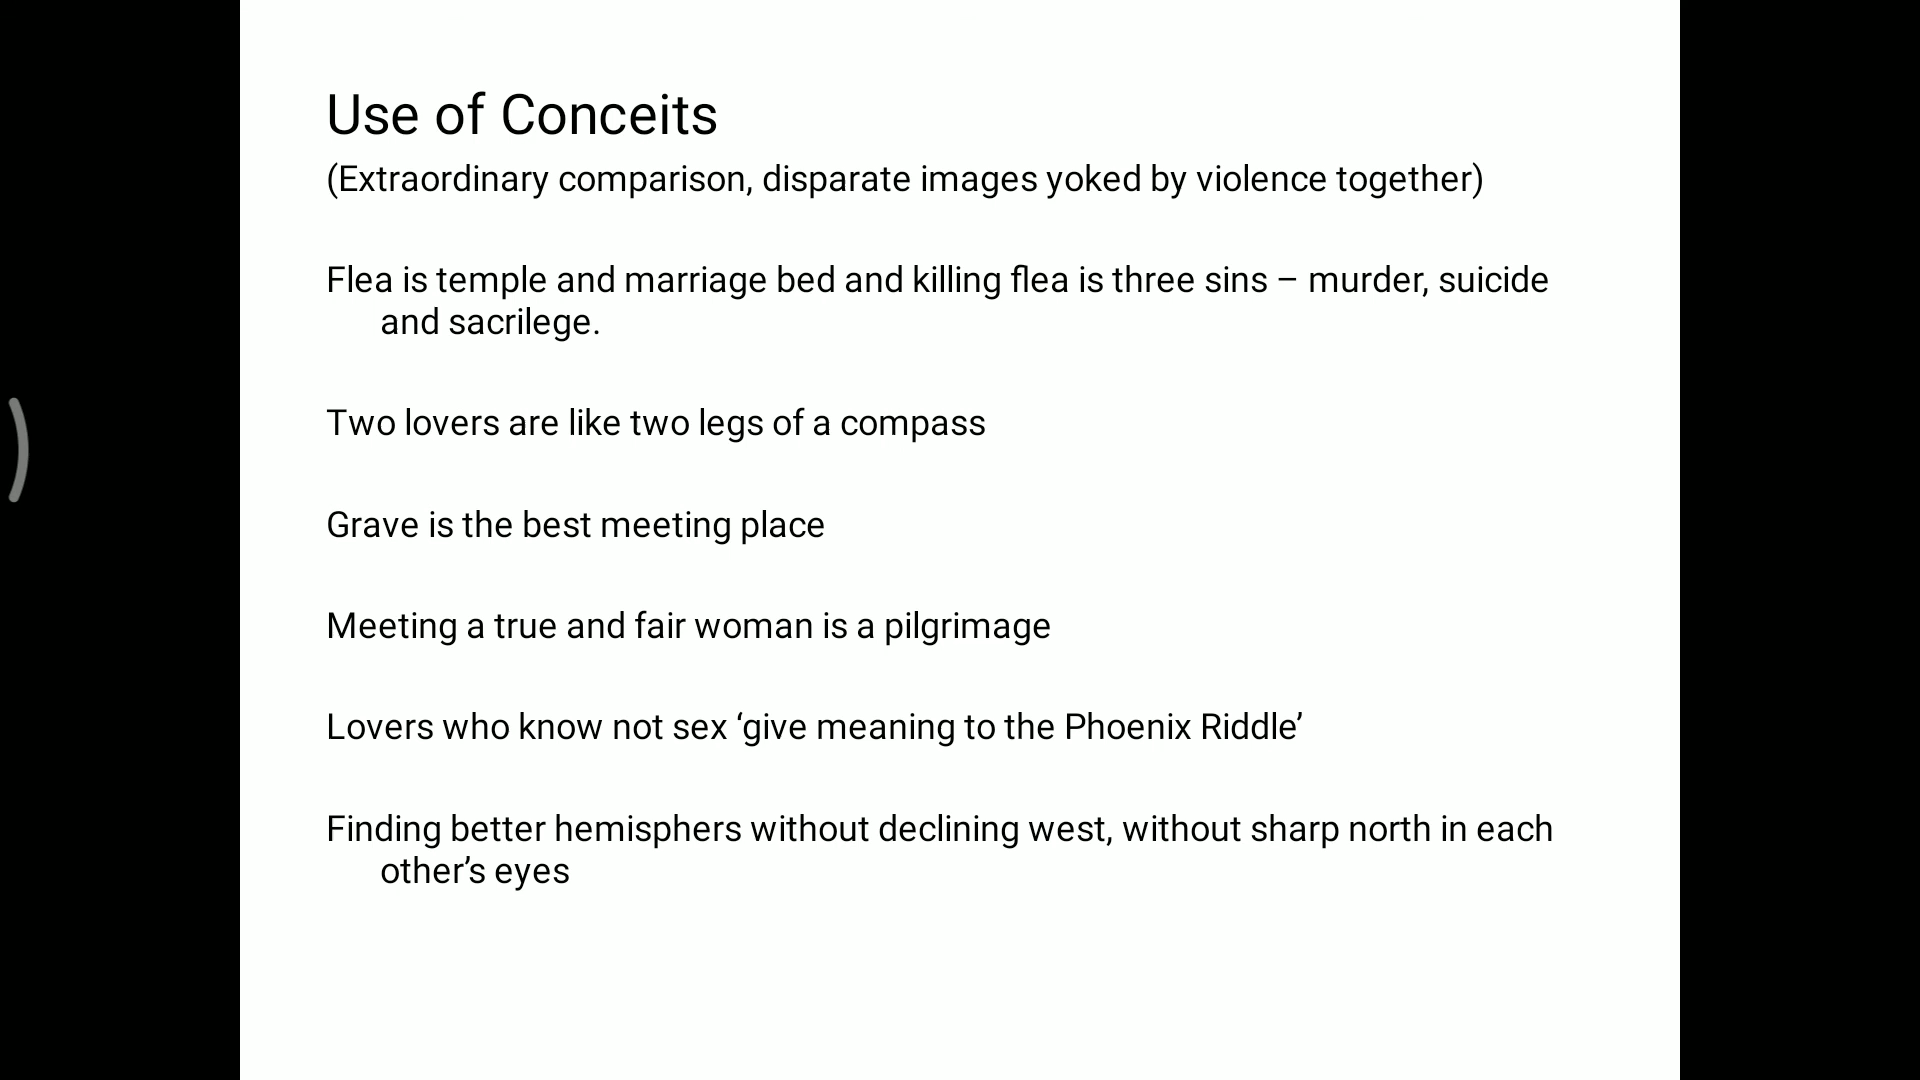 Use of Conceits
(Extraordinary comparison, disparate images yoked by violence together)
Flea is temple and marriage bed and killing flea is three sins – murder, suicide
and sacrilege.
Two lovers are like two legs of a compass
Grave is the best meeting place
Meeting a true and fair woman is a pilgrimage
Lovers who know not sex ‘give meaning to the Phoenix Riddle’
Finding better hemisphers without declining west, without sharp north in each
other’s eyes